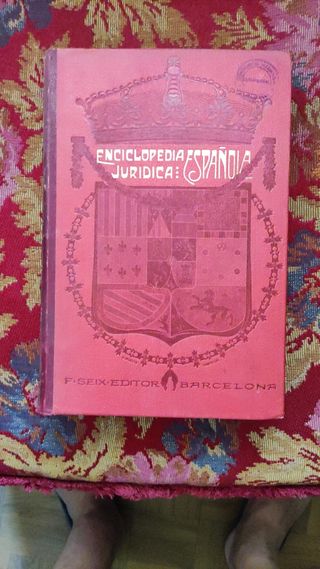 ENCICLOPEDIA ESPAÑOLA
JURIDICA
F·SEIX·EDITOR BARCELONA